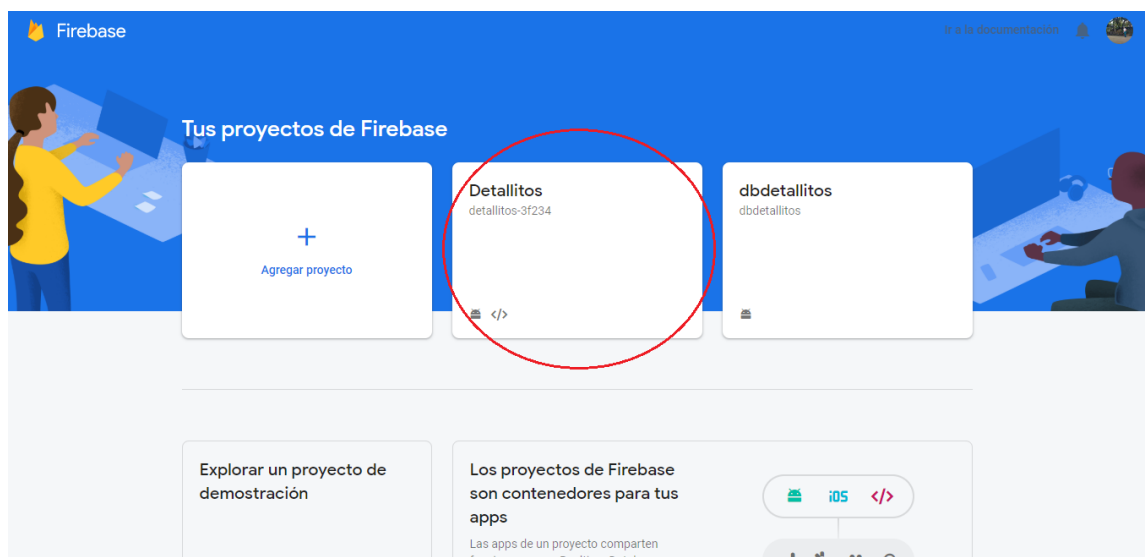 Firebase
Ir a la documentación
Tus proyectos de Firebase
Agregar proyecto
Detallitos
detallitos-3f234
</>
dbdetallitos
dbdetallitos
Explorar un proyecto de
demostración
Los proyectos de Firebase
son contenedores para tus
apps
Las apps de un proyecto comparten
iOS </>